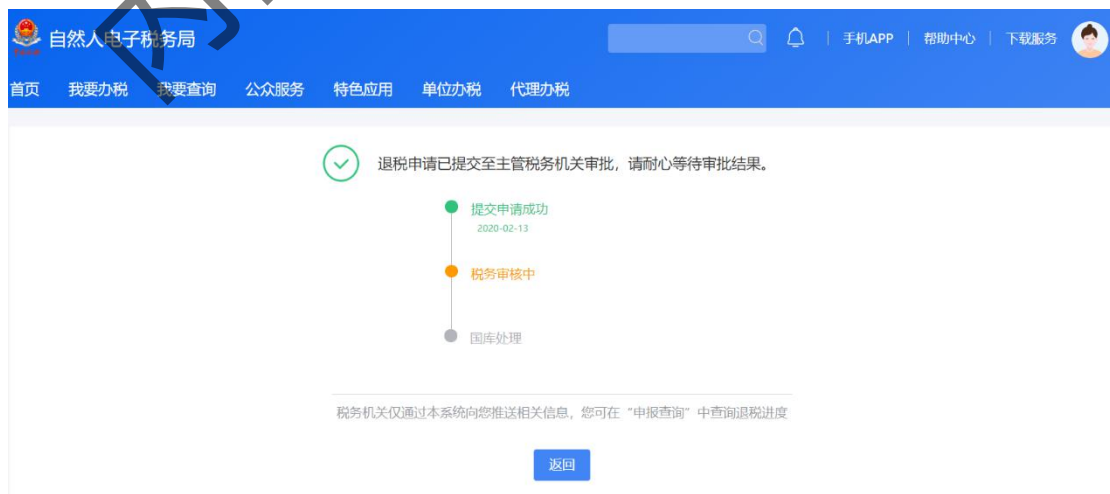 自然人电子税务局
手机APP | 帮助中心 | 下载服务
首页 我要办税 我要查询 公众服务 特色应用 单位办税 代理办税
退税申请已提交至主管税务机关审批，请耐心等待审批结果。
提交申请成功
2020-02-13
税务审核中
国库处理
税务机关仅通过本系统向您推送相关信息，您可在“申报查询”中查询退税进度
返回